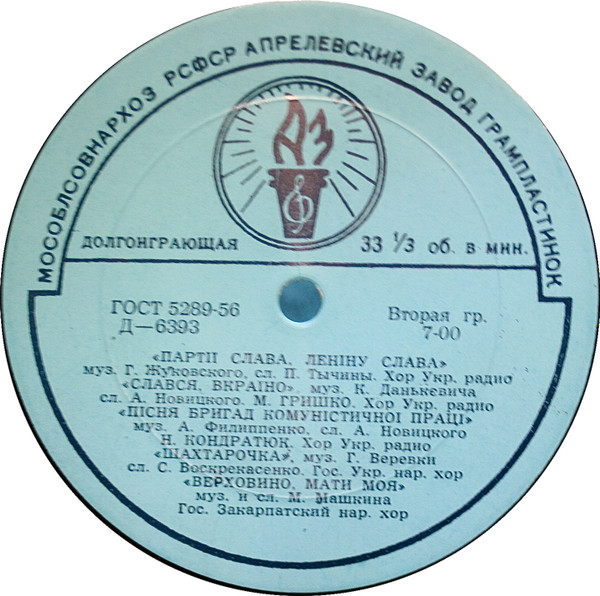 МОСОБЛСОВНАРХОЗ РСФСР АПРЕЛЕВСКИЙ ЗАВОД ГРАМПЛАСТИНОК
АЗ
ДОЛГОИГРАЮЩАЯ
33 1/3 об. в мин.
ГОСТ 5289-56
Д—6393
Вторая гр.
7-00
«ПАРТІЇ СЛАВА, ЛЕНІНУ СЛАВА»
муз. Г. Жуковского, сл. П. Тычины. Хор Укр. радио
«СЛАВСЯ, ВКРАІНО», муз. К. Данькевича
сл. А. Новицкого. М. ГРИШКО. Хор Укр. радио
«ПІСНЯ БРИГАД КОМУНІСТИЧНОІ ПРАЦІ»
муз. А. Филиппенко, сл. А. Новицкого
Н. КОНДРАТЮК. Хор Укр. радио
«ШАХТАРОЧКА», муз. Г. Веревки
сл. С. Воскрекасенко. Гос. Укр. нар. хор
«ВЕРХОВИНО, МАТИ МОЯ»
муз. и сл. М. Машкина
Гос. Закарпатский нар. хор